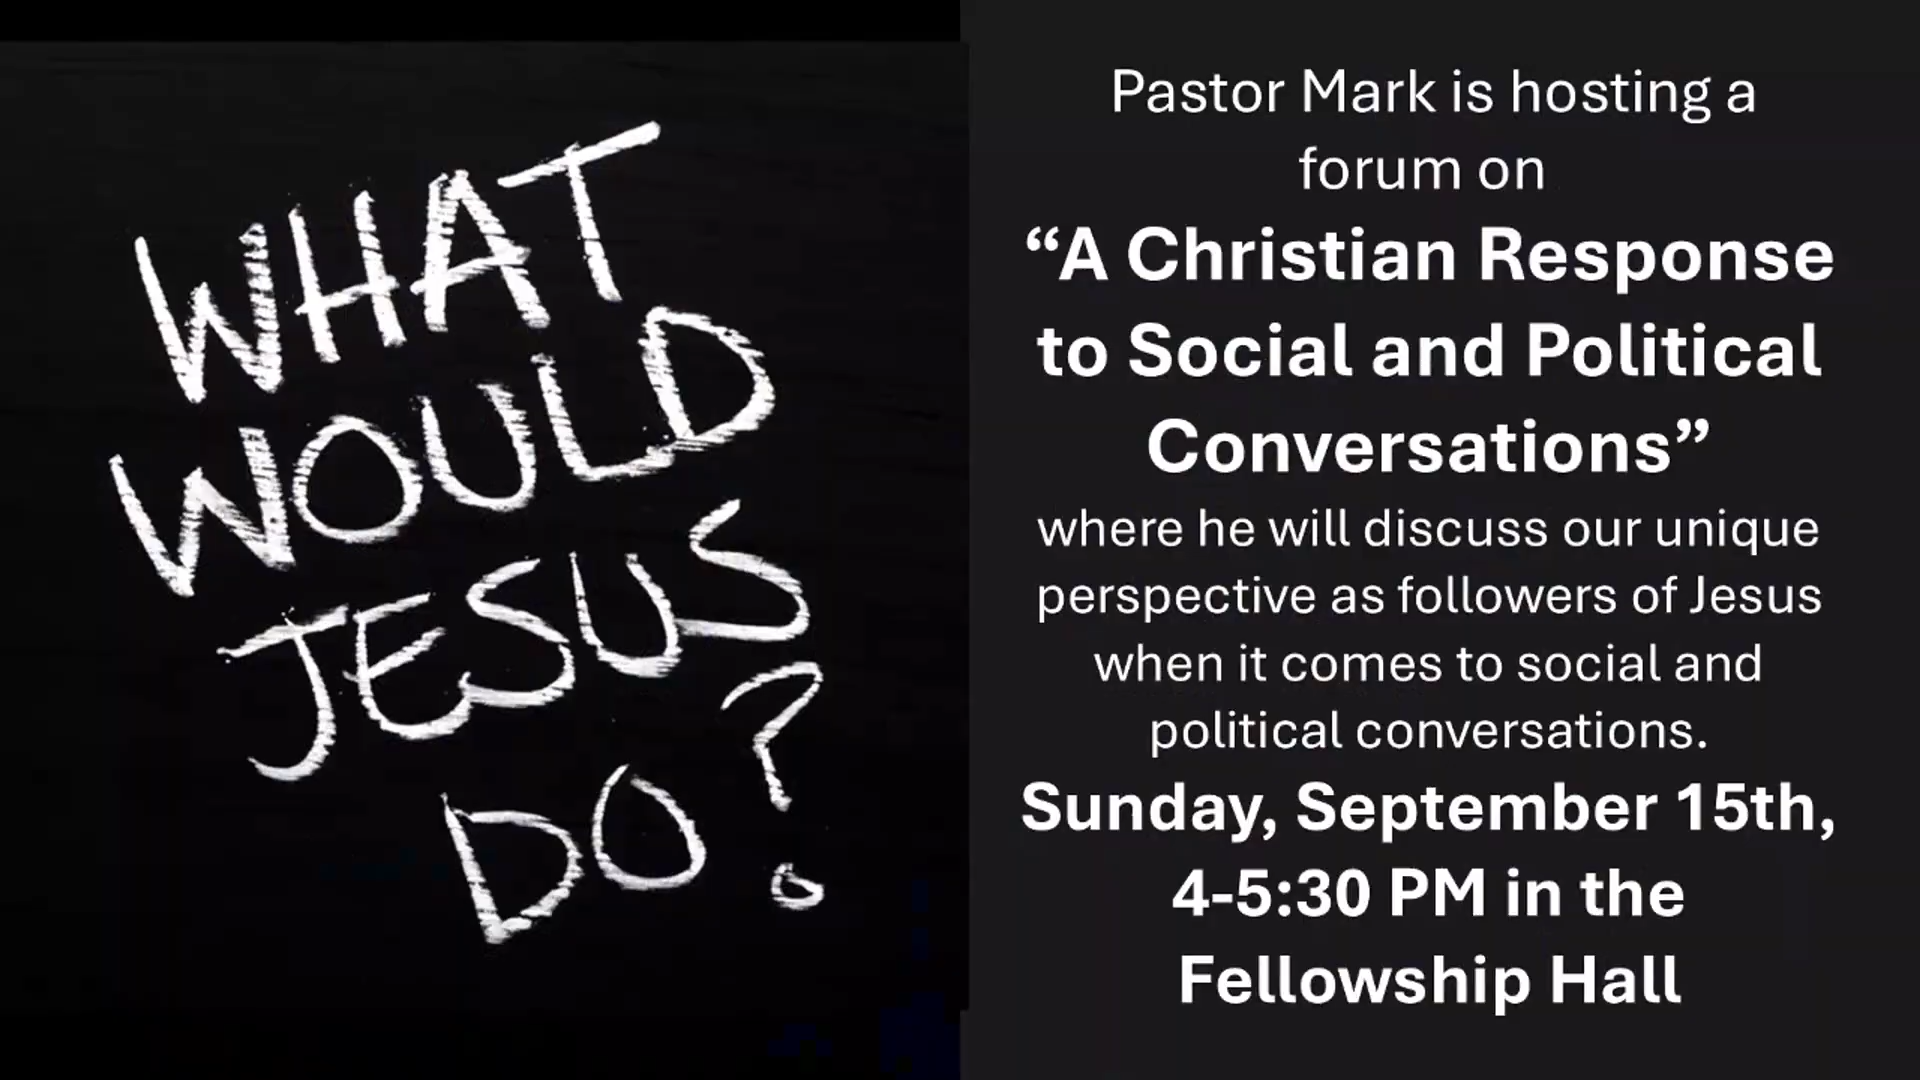 WHAT
WOULD
JESUS
DO?
Pastor Mark is hosting a
forum on
“A Christian Response
to Social and Political
Conversations”
where he will discuss our unique
perspective as followers of Jesus
when it comes to social and
political conversations.
Sunday, September 15th,
4-5:30 PM in the
Fellowship Hall